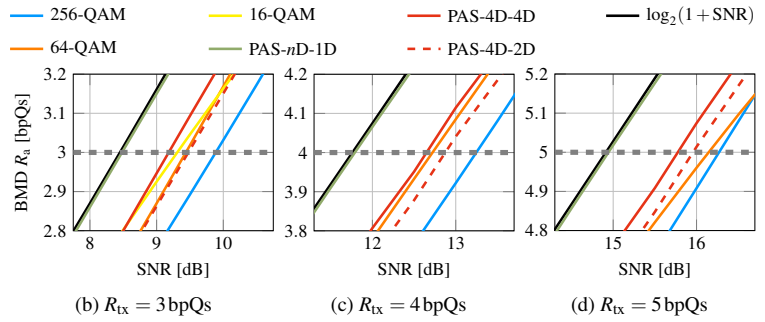 256-QAM 16-QAM PAS-4D-4D log₂(1+SNR)
64-QAM PAS-nD-1D PAS-4D-2D
BMD Rₐ [bpQs]
3.2 4.2 5.2
3.1 4.1 5.1
3 4 5
2.9 3.9 4.9
2.8 3.8 4.8
8 9 10 12 13 15 16
SNR [dB] SNR [dB] SNR [dB]
(b) Rtx = 3 bpQs (c) Rtx = 4 bpQs (d) Rtx = 5 bpQs